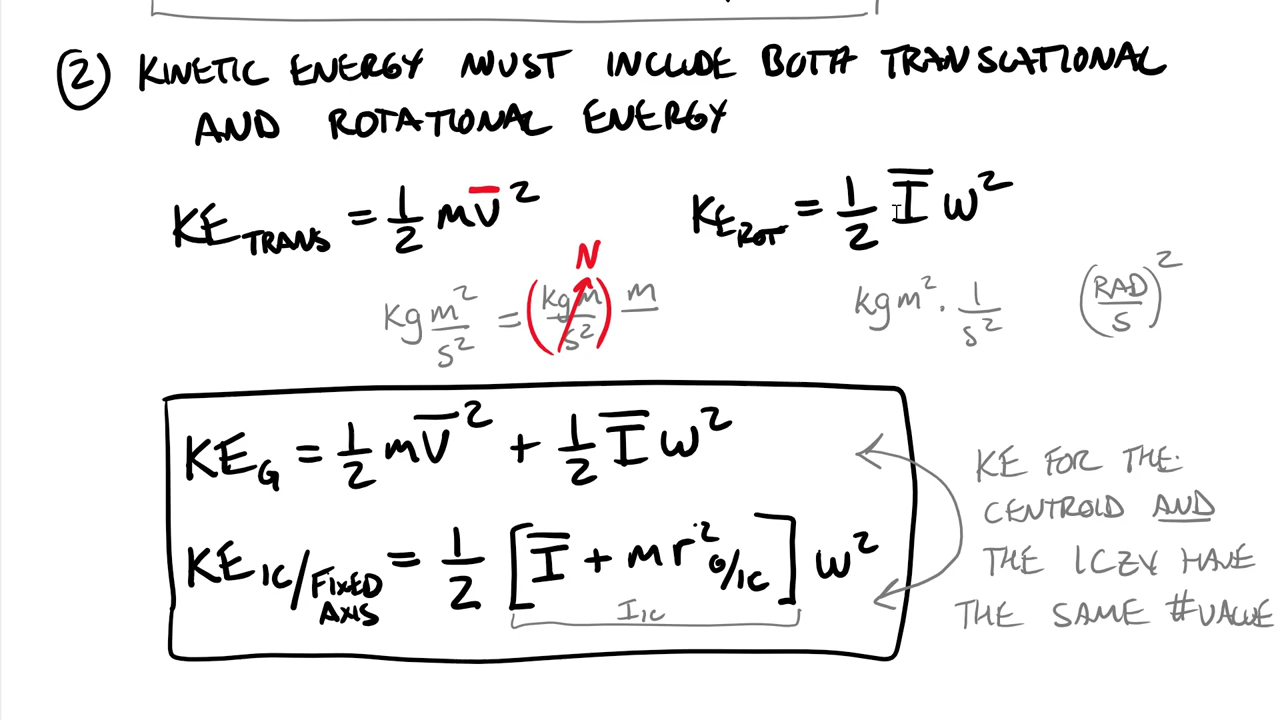 ② KINETIC ENERGY MUST INCLUDE BOTH TRANSLATIONAL
AND ROTATIONAL ENERGY
KE_TRANS = 1/2 m v̄²
KE_ROT = 1/2 Ī ω²
N
kg m²/s² = (kg m/s²) m
kg m² · 1/s² (RAD/S)²
KE_G = 1/2 m v̄² + 1/2 Ī ω²
KE_IC/FIXED AXIS = 1/2 [Ī + m r²_G/IC] ω²
I_IC
KE FOR THE
CENTROID AND
THE ICZV HAVE
THE SAME #VALUE